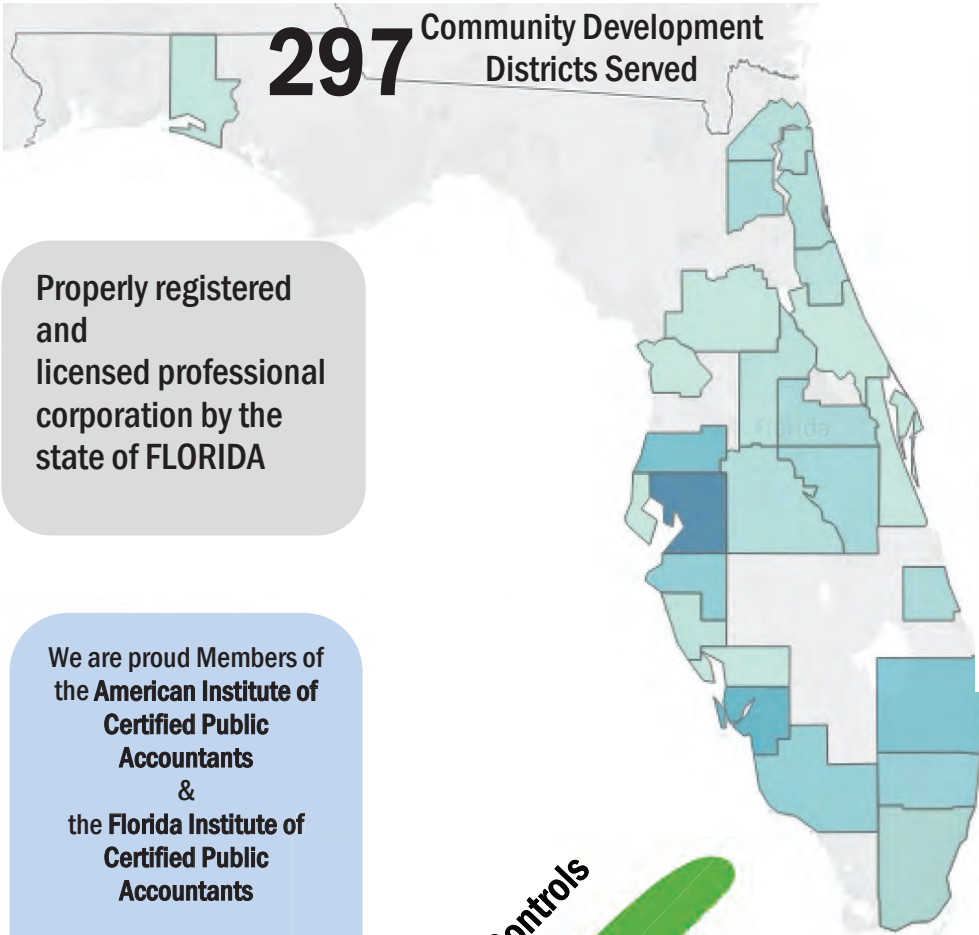 297
Community Development
Districts Served
Properly registered
and
licensed professional
corporation by the
state of FLORIDA
Florida
We are proud Members of
the American Institute of
Certified Public
Accountants
&
the Florida Institute of
Certified Public
Accountants